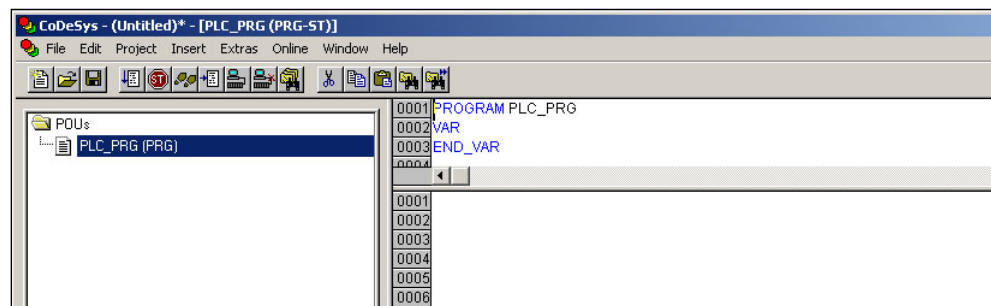 CoDeSys - (Untitled)* - [PLC_PRG (PRG-ST)]
File Edit Project Insert Extras Online Window Help
POUs
PLC_PRG (PRG)
0001 PROGRAM PLC_PRG
0002 VAR
0003 END_VAR
0004
0001
0002
0003
0004
0005
0006